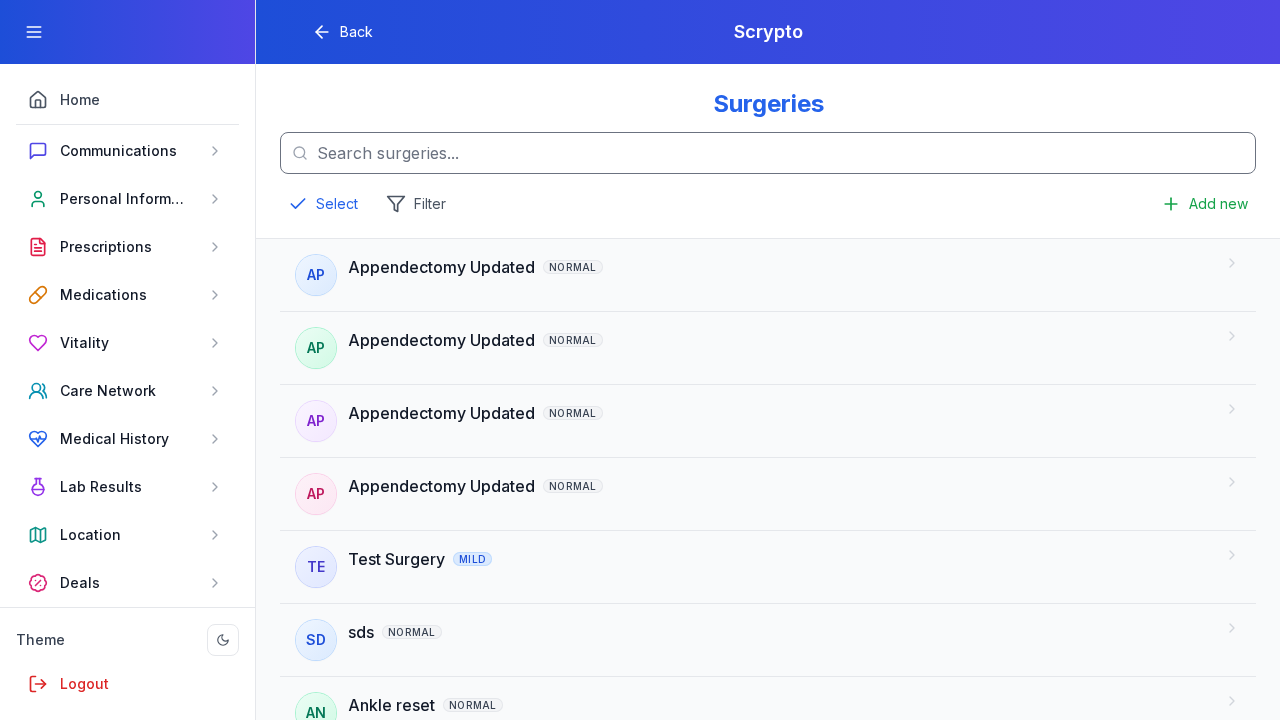 Back
Scrypto
Home
Communications
Personal Inform...
Prescriptions
Medications
Vitality
Care Network
Medical History
Lab Results
Location
Deals
Theme
Logout
Surgeries
Search surgeries...
Select
Filter
Add new
AP Appendectomy Updated NORMAL
AP Appendectomy Updated NORMAL
AP Appendectomy Updated NORMAL
AP Appendectomy Updated NORMAL
TE Test Surgery MILD
SD sds NORMAL
AN Ankle reset NORMAL